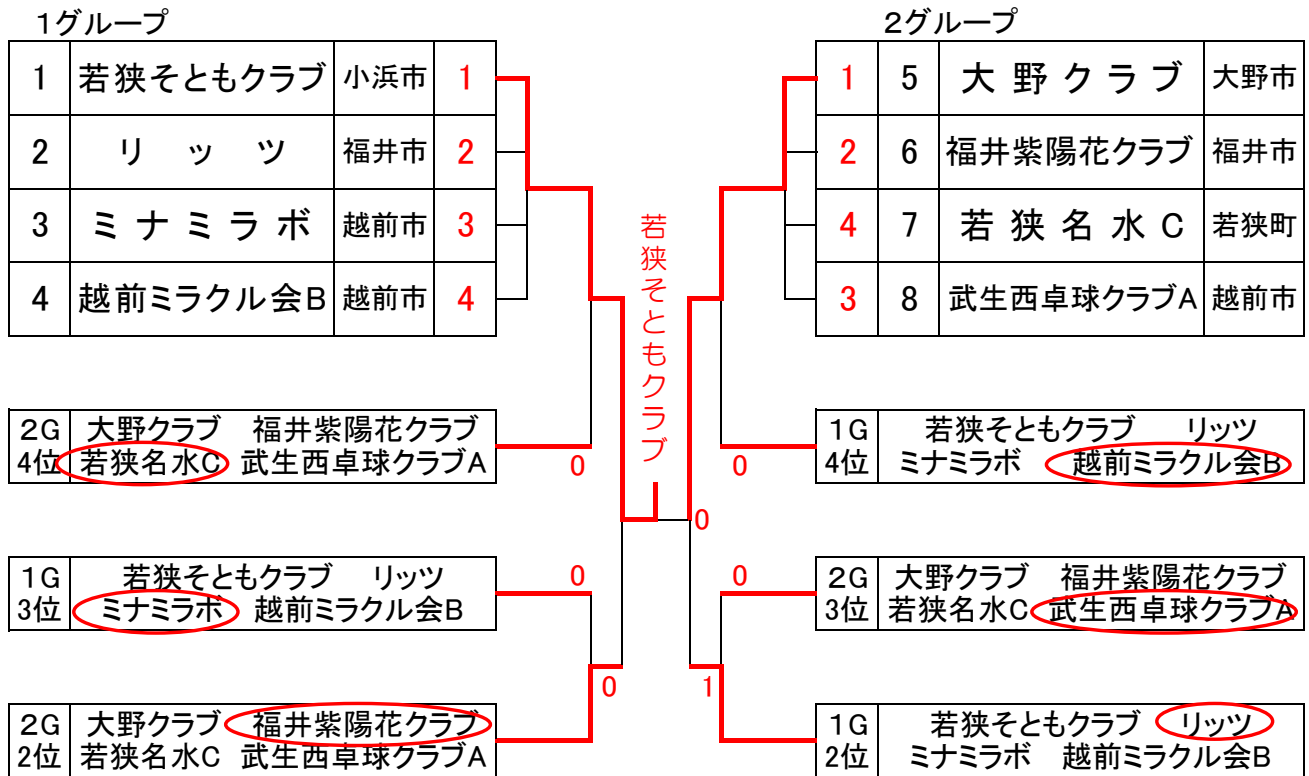 1グループ
1 若狭そともクラブ 小浜市 1
2 リッツ 福井市 2
3 ミナミラボ 越前市 3
4 越前ミラクル会B 越前市 4
2グループ
1 5 大野クラブ 大野市
2 6 福井紫陽花クラブ 福井市
4 7 若狭名水C 若狭町
3 8 武生西卓球クラブA 越前市
若狭そともクラブ
2G 大野クラブ 福井紫陽花クラブ
4位 若狭名水C 武生西卓球クラブA
0
0
1G 若狭そともクラブ リッツ
4位 ミナミラボ 越前ミラクル会B
0
1G 若狭そともクラブ リッツ
3位 ミナミラボ 越前ミラクル会B
0
0
2G 大野クラブ 福井紫陽花クラブ
3位 若狭名水C 武生西卓球クラブA
0
1
2G 大野クラブ 福井紫陽花クラブ
2位 若狭名水C 武生西卓球クラブA
1G 若狭そともクラブ リッツ
2位 ミナミラボ 越前ミラクル会B